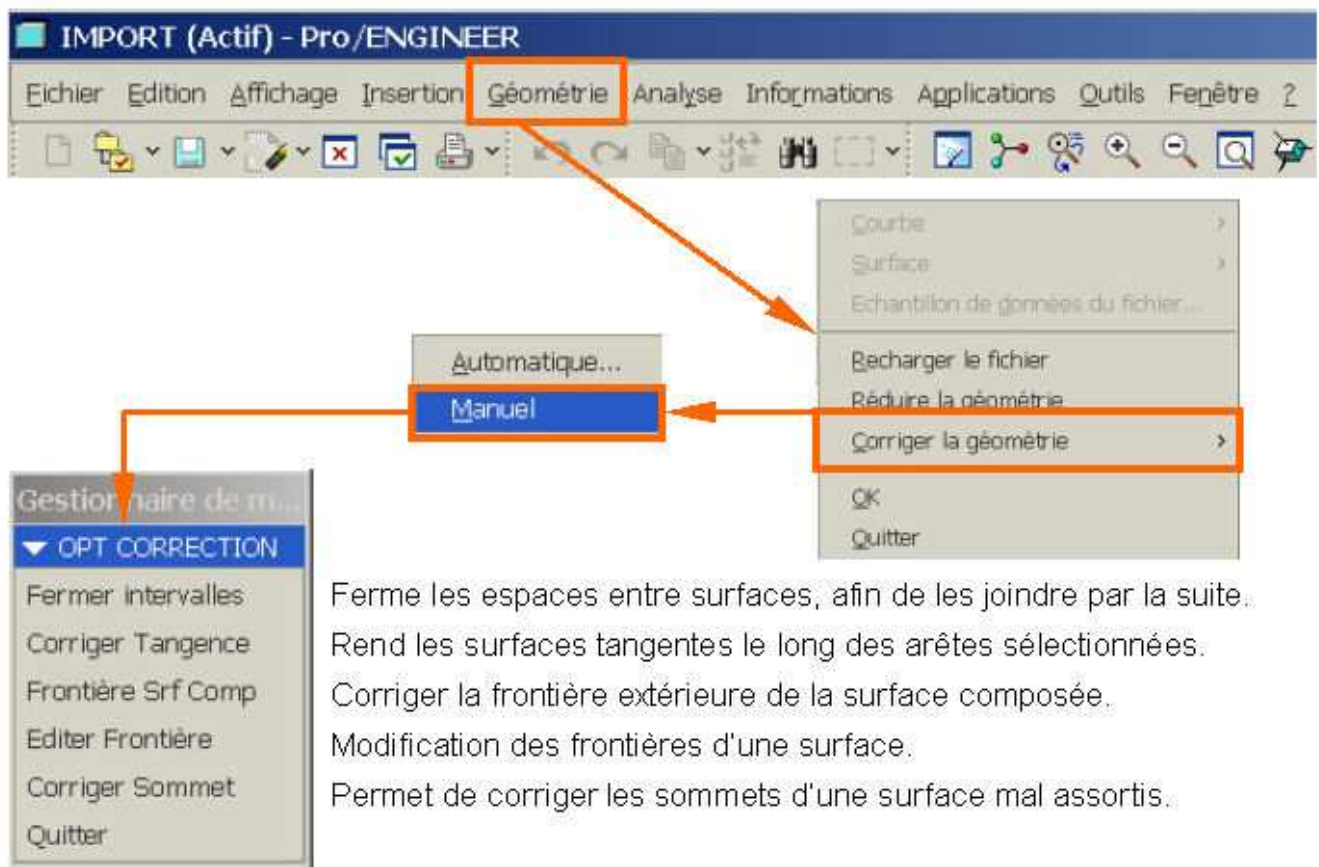 IMPORT (Actif) - Pro/ENGINEER
Fichier Edition Affichage Insertion Géométrie Analyse Informations Applications Outils Fenêtre ?
Courbe
Surface
Echantillon de données du fichier...
Recharger le fichier
Réduire la géométrie
Corriger la géométrie
OK
Quitter
Automatique...
Manuel
Gestionnaire de m...
OPT CORRECTION
Fermer intervalles Ferme les espaces entre surfaces, afin de les joindre par la suite.
Corriger Tangence Rend les surfaces tangentes le long des arêtes sélectionnées.
Frontière Srf Comp Corriger la frontière extérieure de la surface composée.
Editer Frontière Modification des frontières d'une surface.
Corriger Sommet Permet de corriger les sommets d'une surface mal assortis.
Quitter